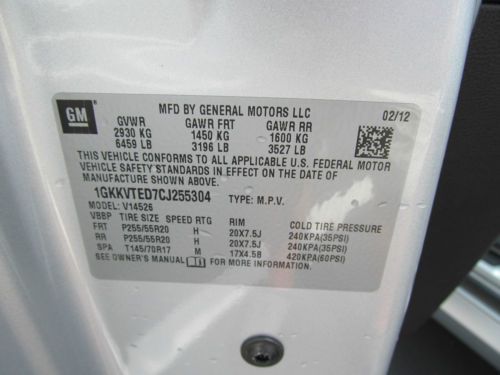 GM
MFD BY GENERAL MOTORS LLC 02/12
GVWR GAWR FRT GAWR RR
2930 KG 1450 KG 1600 KG
6459 LB 3196 LB 3527 LB
THIS VEHICLE CONFORMS TO ALL APPLICABLE U.S. FEDERAL MOTOR
VEHICLE SAFETY STANDARDS IN EFFECT ON THE DATE OF
MANUFACTURE SHOWN ABOVE.
1GKKVTED7CJ255304 TYPE: M.P.V.
MODEL: V14526
VBBP TIRE SIZE SPEED RTG RIM COLD TIRE PRESSURE
FRT P255/55R20 H 20X7.5J 240KPA(35PSI)
RR P255/55R20 H 20X7.5J 240KPA(35PSI)
SPA T145/70R17 M 17X4.5B 420KPA(60PSI)
SEE OWNER'S MANUAL FOR MORE INFORMATION.